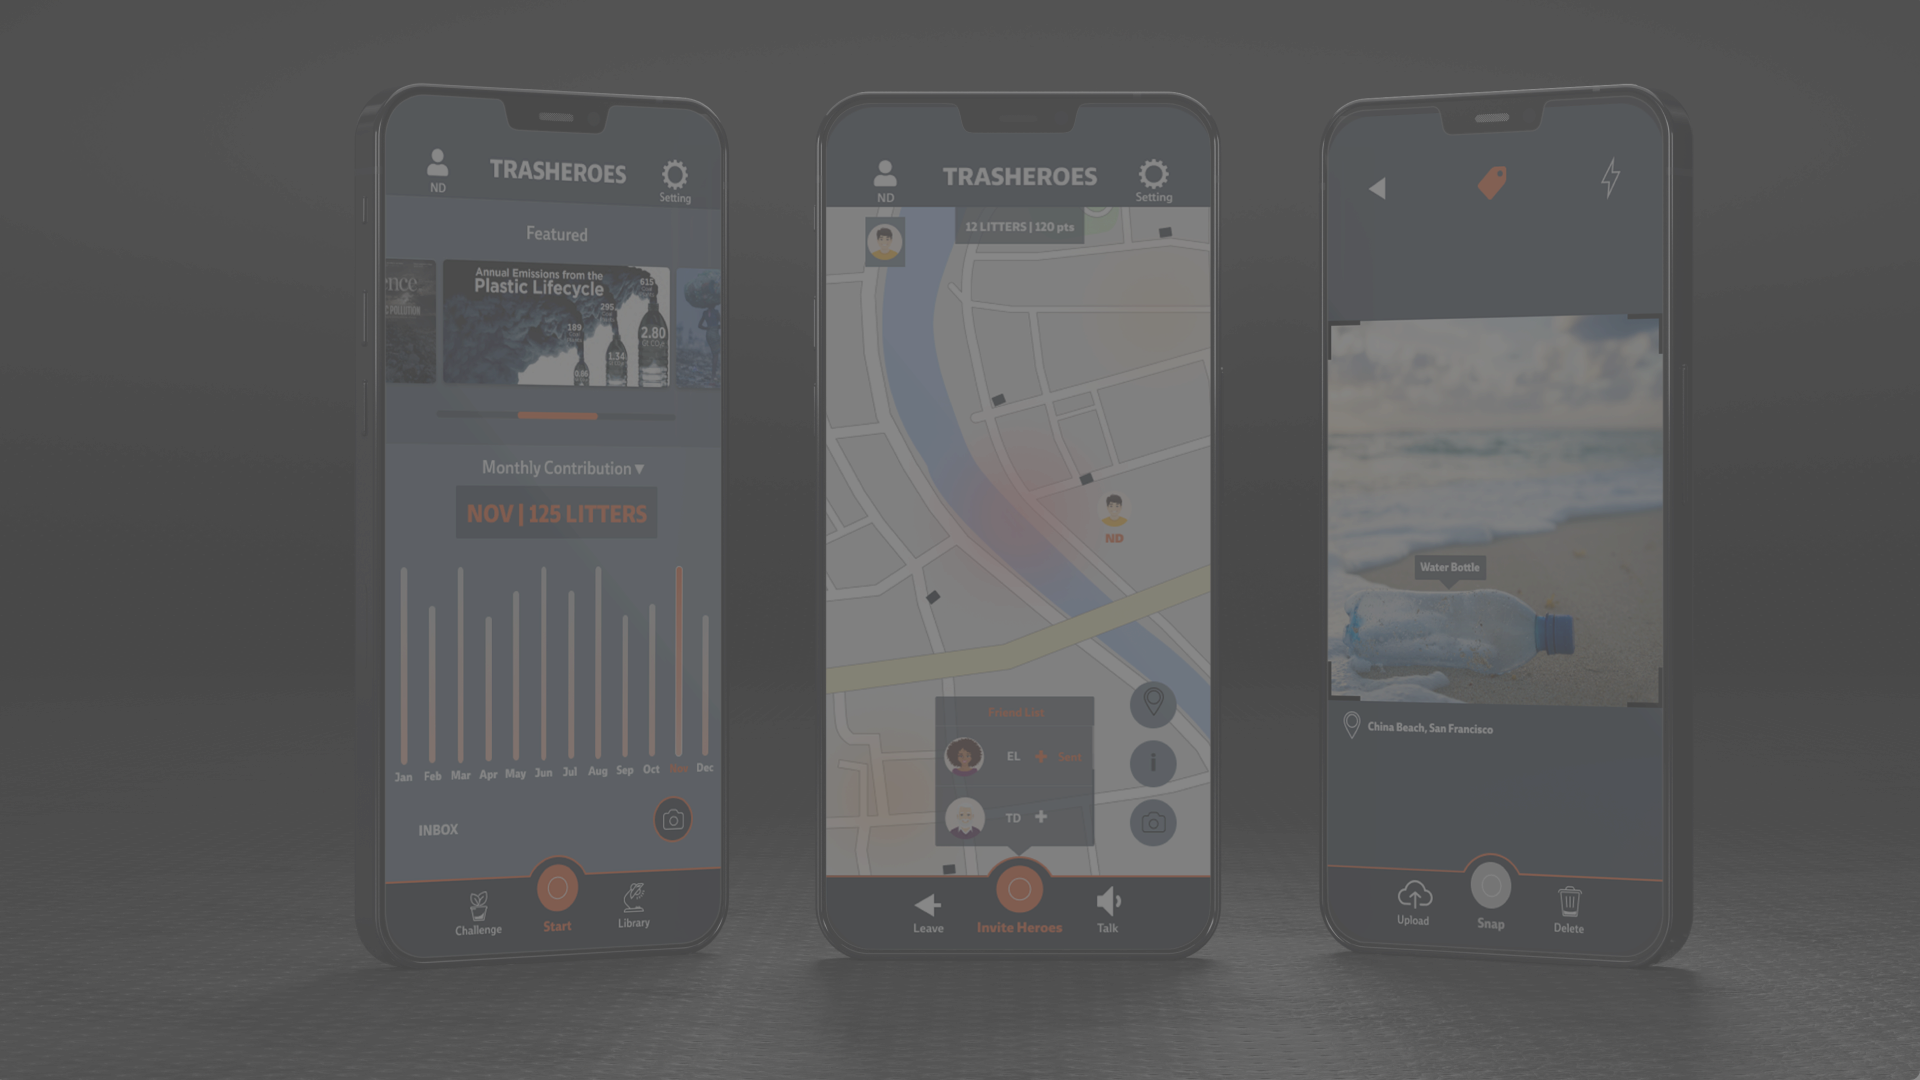 ND
TRASHEROES
Setting
Featured
nce
C POLLUTION
Annual Emissions from the
Plastic Lifecycle
615
295
189
2.80
1.34
0.86
Monthly Contribution ▾
NOV | 125 LITTERS
Jan Feb Mar Apr May Jun Jul Aug Sep Oct Nov Dec
INBOX
Challenge
Start
Library
ND
TRASHEROES
Setting
12 LITTERS | 120 pts
ND
Friend List
EL + Sent
TD +
Leave
Invite Heroes
Talk
Water Bottle
China Beach, San Francisco
Upload
Snap
Delete